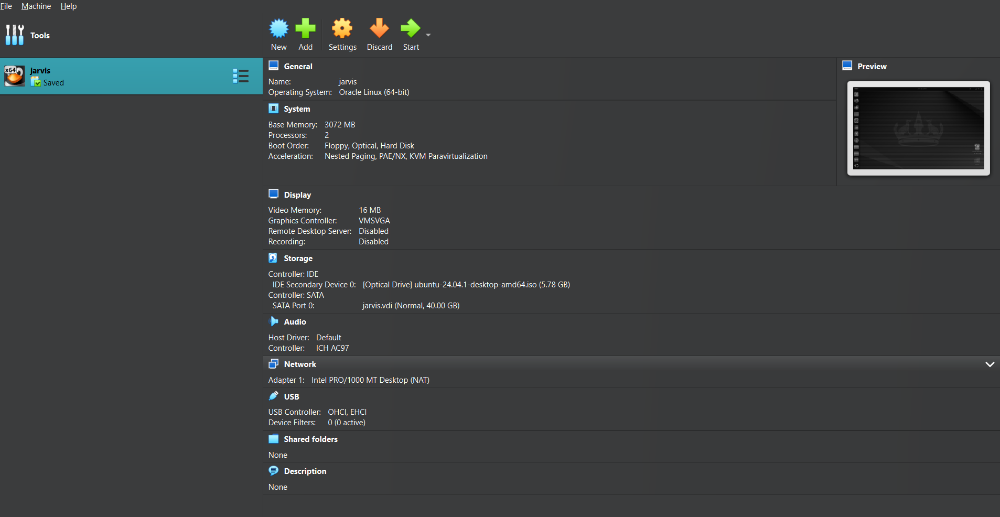 File Machine Help
Tools
New Add Settings Discard Start
x64
jarvis
Saved
General
Name: jarvis
Operating System: Oracle Linux (64-bit)
Preview
System
Base Memory: 3072 MB
Processors: 2
Boot Order: Floppy, Optical, Hard Disk
Acceleration: Nested Paging, PAE/NX, KVM Paravirtualization
Display
Video Memory: 16 MB
Graphics Controller: VMSVGA
Remote Desktop Server: Disabled
Recording: Disabled
Storage
Controller: IDE
IDE Secondary Device 0: [Optical Drive] ubuntu-24.04.1-desktop-amd64.iso (5.78 GB)
Controller: SATA
SATA Port 0: jarvis.vdi (Normal, 40.00 GB)
Audio
Host Driver: Default
Controller: ICH AC97
Network
Adapter 1: Intel PRO/1000 MT Desktop (NAT)
USB
USB Controller: OHCI, EHCI
Device Filters: 0 (0 active)
Shared folders
None
Description
None